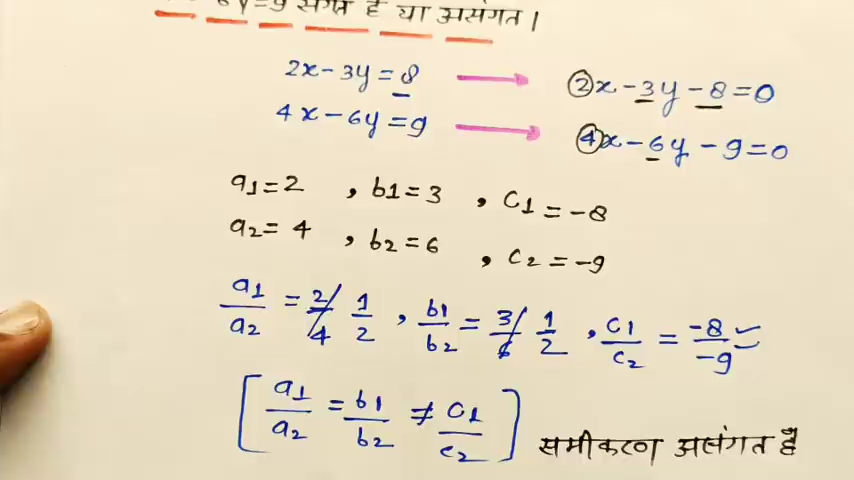 6y=9 संगत है या असंगत।
2x-3y=8 → 2x-3y-8=0
4x-6y=9 → 4x-6y-9=0
a1=2 , b1=3 , C1=-8
a2=4 , b2=6 , C2=-9
a1/a2 = 2/4 1/2 , b1/b2 = 3/6 1/2 , C1/C2 = -8/-9
[a1/a2 = b1/b2 ≠ C1/C2] समीकरण असंगत है